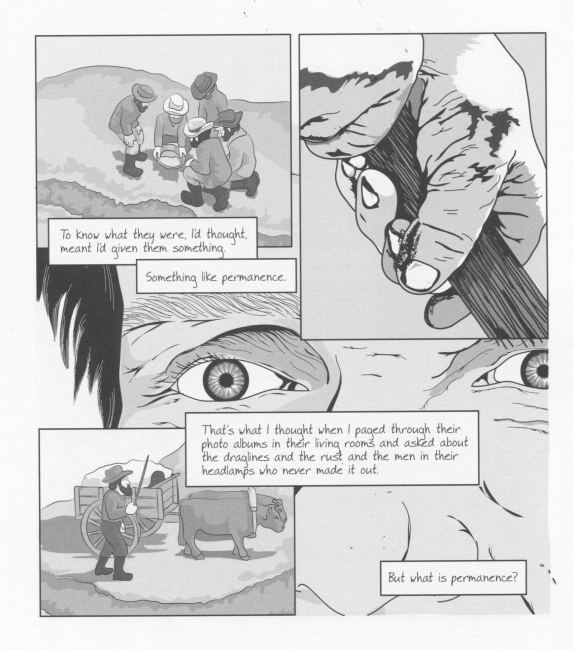 To know what they were, I'd thought,
meant I'd given them something.
Something like permanence.
That's what I thought when I paged through their
photo albums in their living rooms and asked about
the draglines and the rust and the men in their
headlamps who never made it out.
But what is permanence?